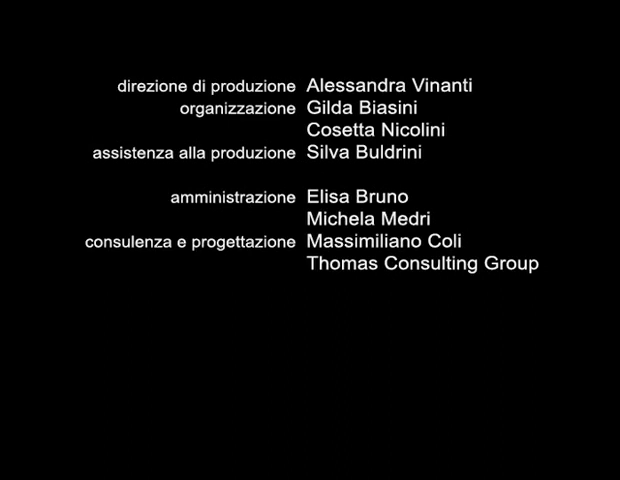 direzione di produzione Alessandra Vinanti
organizzazione Gilda Biasini
Cosetta Nicolini
assistenza alla produzione Silva Buldrini
amministrazione Elisa Bruno
Michela Medri
consulenza e progettazione Massimiliano Coli
Thomas Consulting Group